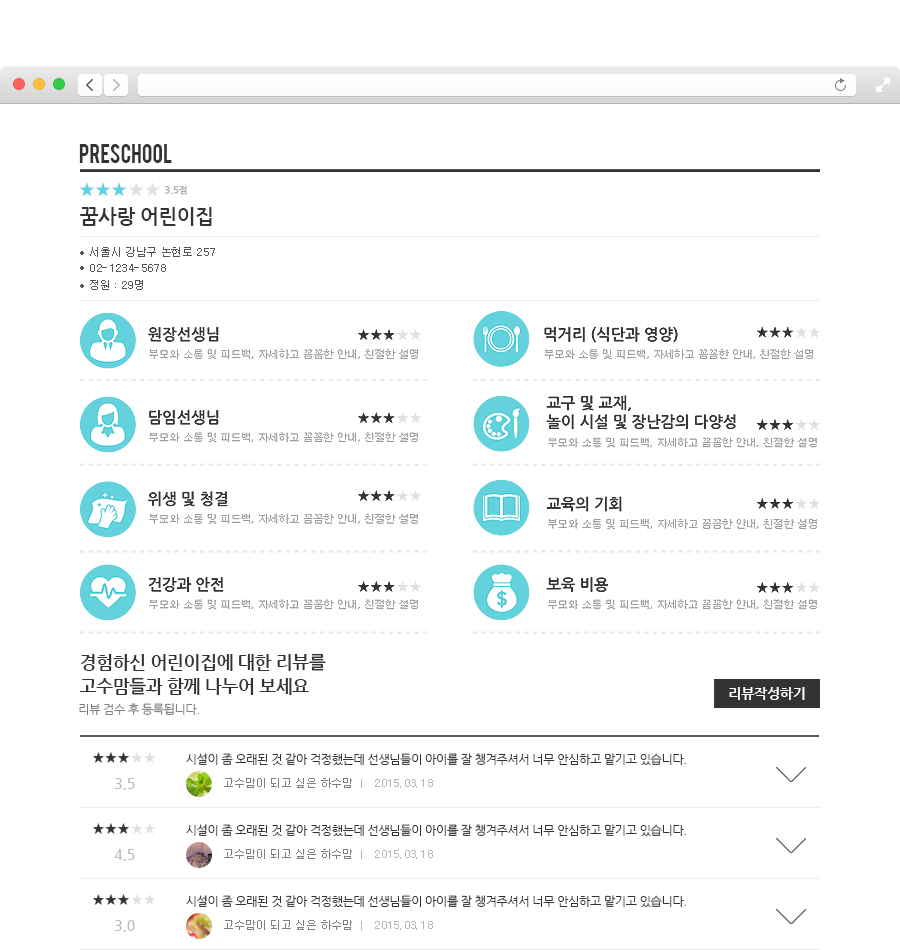 PRESCHOOL
3.5점
꿈사랑 어린이집
• 서울시 강남구 논현로 257
• 02-1234-5678
• 정원 : 29명
원장선생님
부모와 소통 및 피드백, 자세하고 꼼꼼한 안내, 친절한 설명
먹거리 (식단과 영양)
부모와 소통 및 피드백, 자세하고 꼼꼼한 안내, 친절한 설명
담임선생님
부모와 소통 및 피드백, 자세하고 꼼꼼한 안내, 친절한 설명
교구 및 교재,
놀이 시설 및 장난감의 다양성
부모와 소통 및 피드백, 자세하고 꼼꼼한 안내, 친절한 설명
위생 및 청결
부모와 소통 및 피드백, 자세하고 꼼꼼한 안내, 친절한 설명
교육의 기회
부모와 소통 및 피드백, 자세하고 꼼꼼한 안내, 친절한 설명
건강과 안전
부모와 소통 및 피드백, 자세하고 꼼꼼한 안내, 친절한 설명
보육 비용
부모와 소통 및 피드백, 자세하고 꼼꼼한 안내, 친절한 설명
경험하신 어린이집에 대한 리뷰를
고수맘들과 함께 나누어 보세요
리뷰 검수 후 등록됩니다.
리뷰작성하기
시설이 좀 오래된 것 같아 걱정했는데 선생님들이 아이를 잘 챙겨주셔서 너무 안심하고 맡기고 있습니다.
3.5
고수맘이 되고 싶은 하수맘 | 2015.03.18
시설이 좀 오래된 것 같아 걱정했는데 선생님들이 아이를 잘 챙겨주셔서 너무 안심하고 맡기고 있습니다.
4.5
고수맘이 되고 싶은 하수맘 | 2015.03.18
시설이 좀 오래된 것 같아 걱정했는데 선생님들이 아이를 잘 챙겨주셔서 너무 안심하고 맡기고 있습니다.
3.0
고수맘이 되고 싶은 하수맘 | 2015.03.18